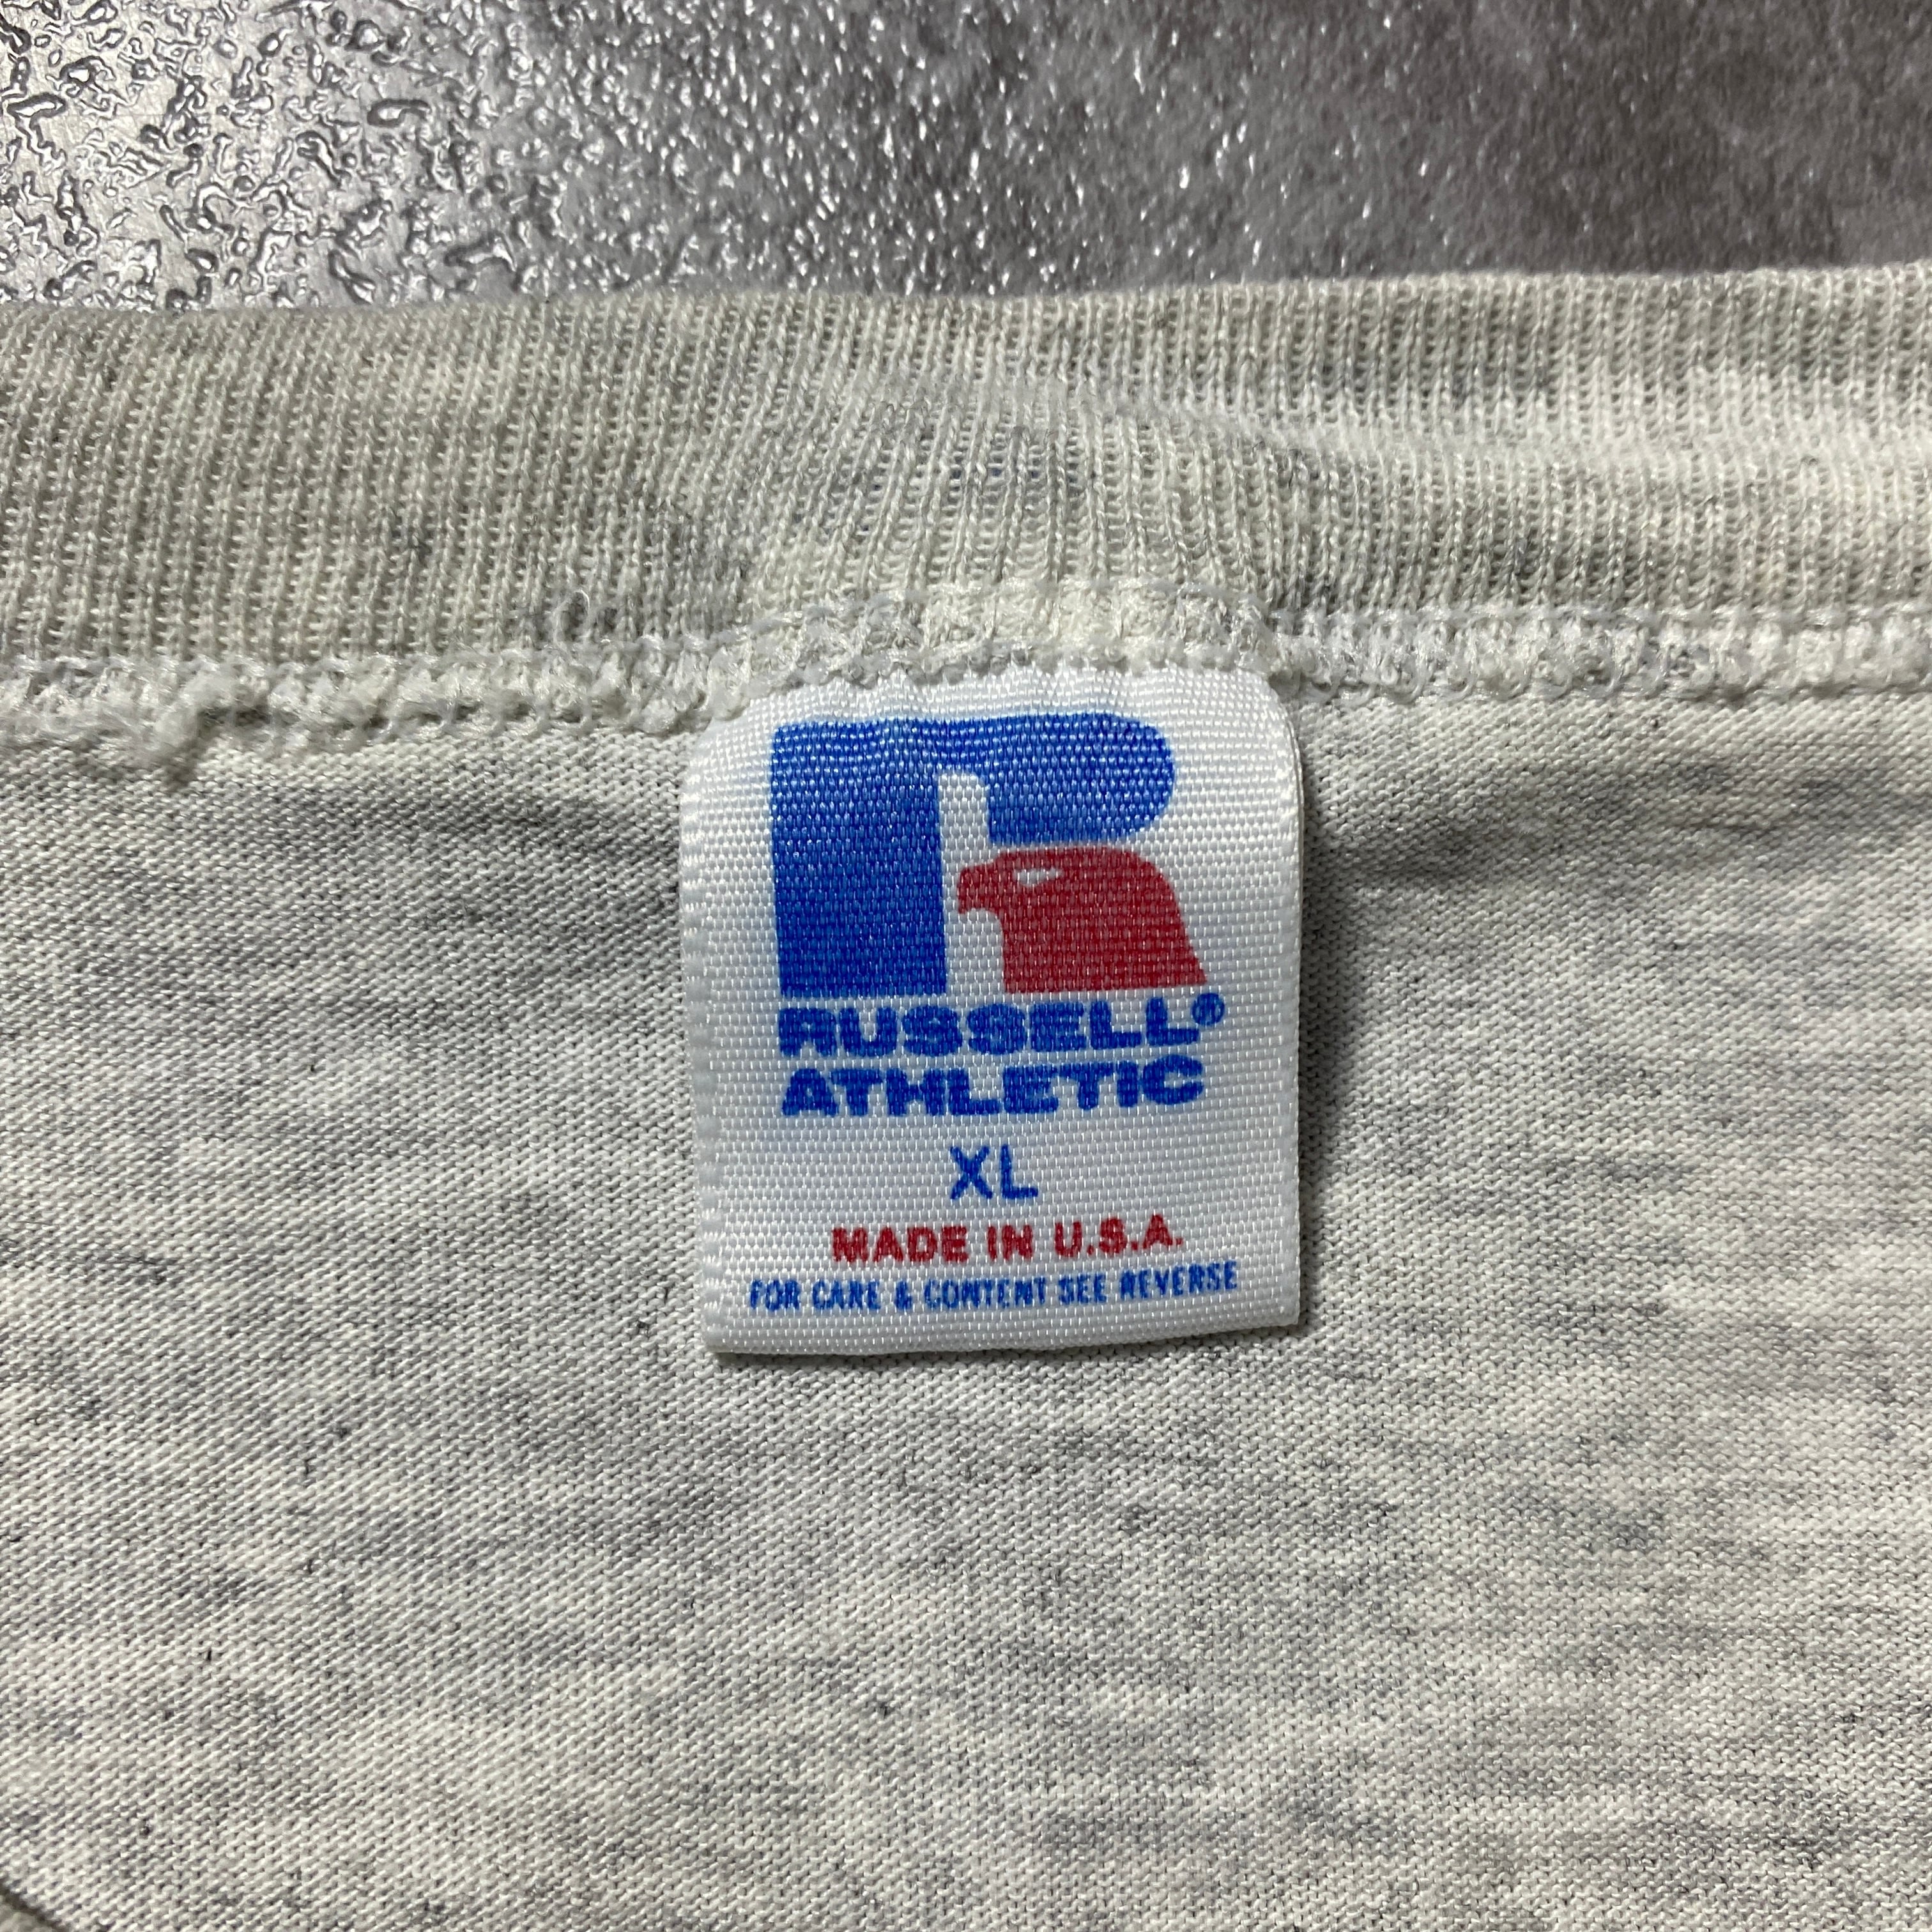 RUSSELL®
ATHLETIC
XL
MADE IN U.S.A.
FOR CARE & CONTENT SEE REVERSE